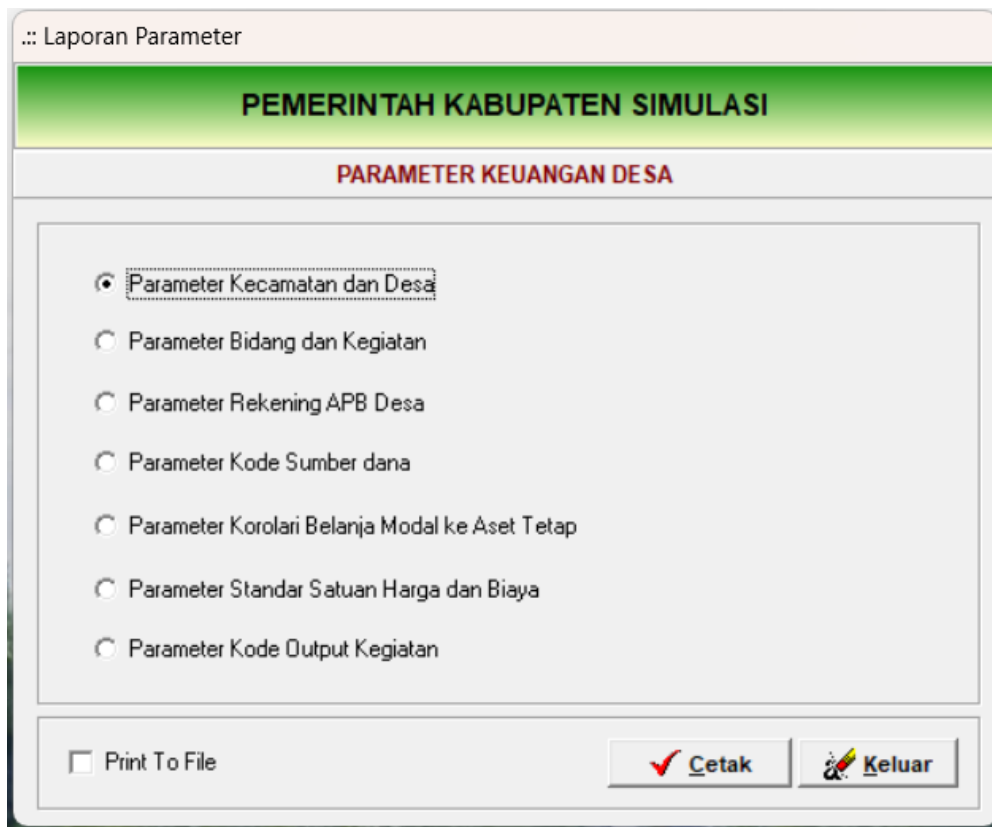 .:: Laporan Parameter
PEMERINTAH KABUPATEN SIMULASI
PARAMETER KEUANGAN DESA
Parameter Kecamatan dan Desa
Parameter Bidang dan Kegiatan
Parameter Rekening APB Desa
Parameter Kode Sumber dana
Parameter Korolari Belanja Modal ke Aset Tetap
Parameter Standar Satuan Harga dan Biaya
Parameter Kode Output Kegiatan
Print To File Cetak Keluar